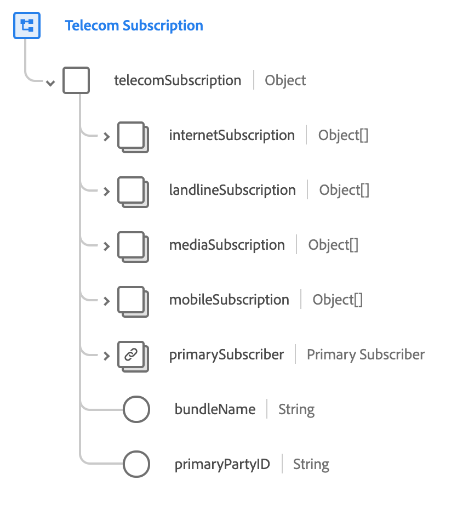 Telecom Subscription
telecomSubscription Object
internetSubscription Object[]
landlineSubscription Object[]
mediaSubscription Object[]
mobileSubscription Object[]
primarySubscriber Primary Subscriber
bundleName String
primaryPartyID String